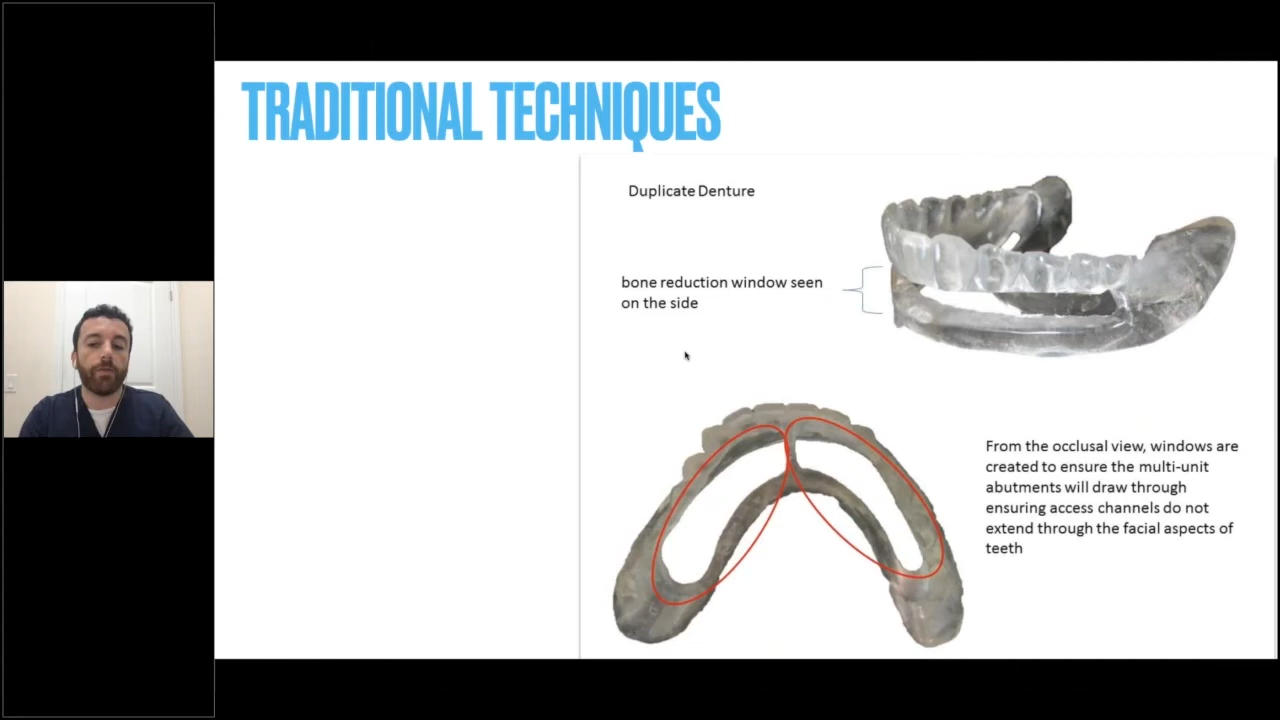 TRADITIONAL TECHNIQUES
Duplicate Denture
bone reduction window seen
on the side
From the occlusal view, windows are
created to ensure the multi-unit
abutments will draw through
ensuring access channels do not
extend through the facial aspects of
teeth